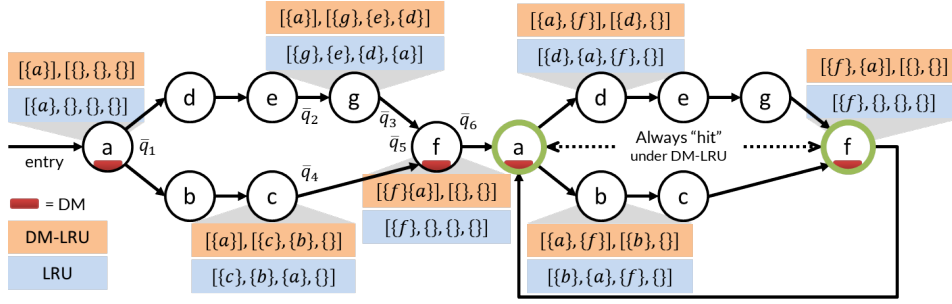 [{a}], [{}, {}, {}]
[{a}, {}, {}, {}]
[{a}], [{g}, {e}, {d}]
[{g}, {e}, {d}, {a}]
[{a}, {f}], [{d}, {}]
[{d}, {a}, {f}, {}]
[{f}, {a}], [{}, {}]
[{f}, {}, {}, {}]
d
e
g
d
e
g
q̅2
q̅3
entry
a
q̅1
q̅5
f
q̅6
a
Always “hit”
under DM-LRU
f
b
c
q̅4
b
c
= DM
DM-LRU
LRU
[{a}], [{c}, {b}, {}]
[{c}, {b}, {a}, {}]
[{f}{a}], [{}, {}]
[{f}, {}, {}, {}]
[{a}, {f}], [{b}, {}]
[{b}, {a}, {f}, {}]